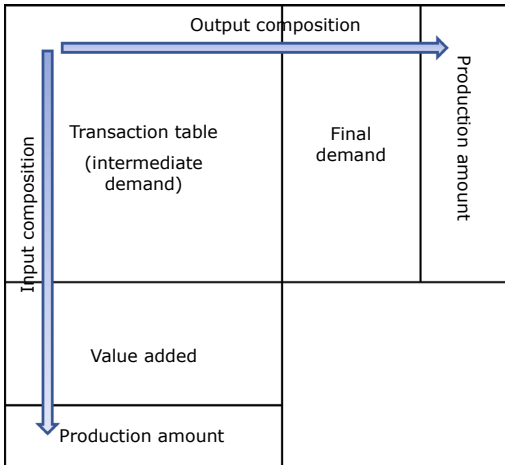 Output composition
Transaction table
(intermediate
demand)
Final
demand
Production amount
Input composition
Value added
Production amount